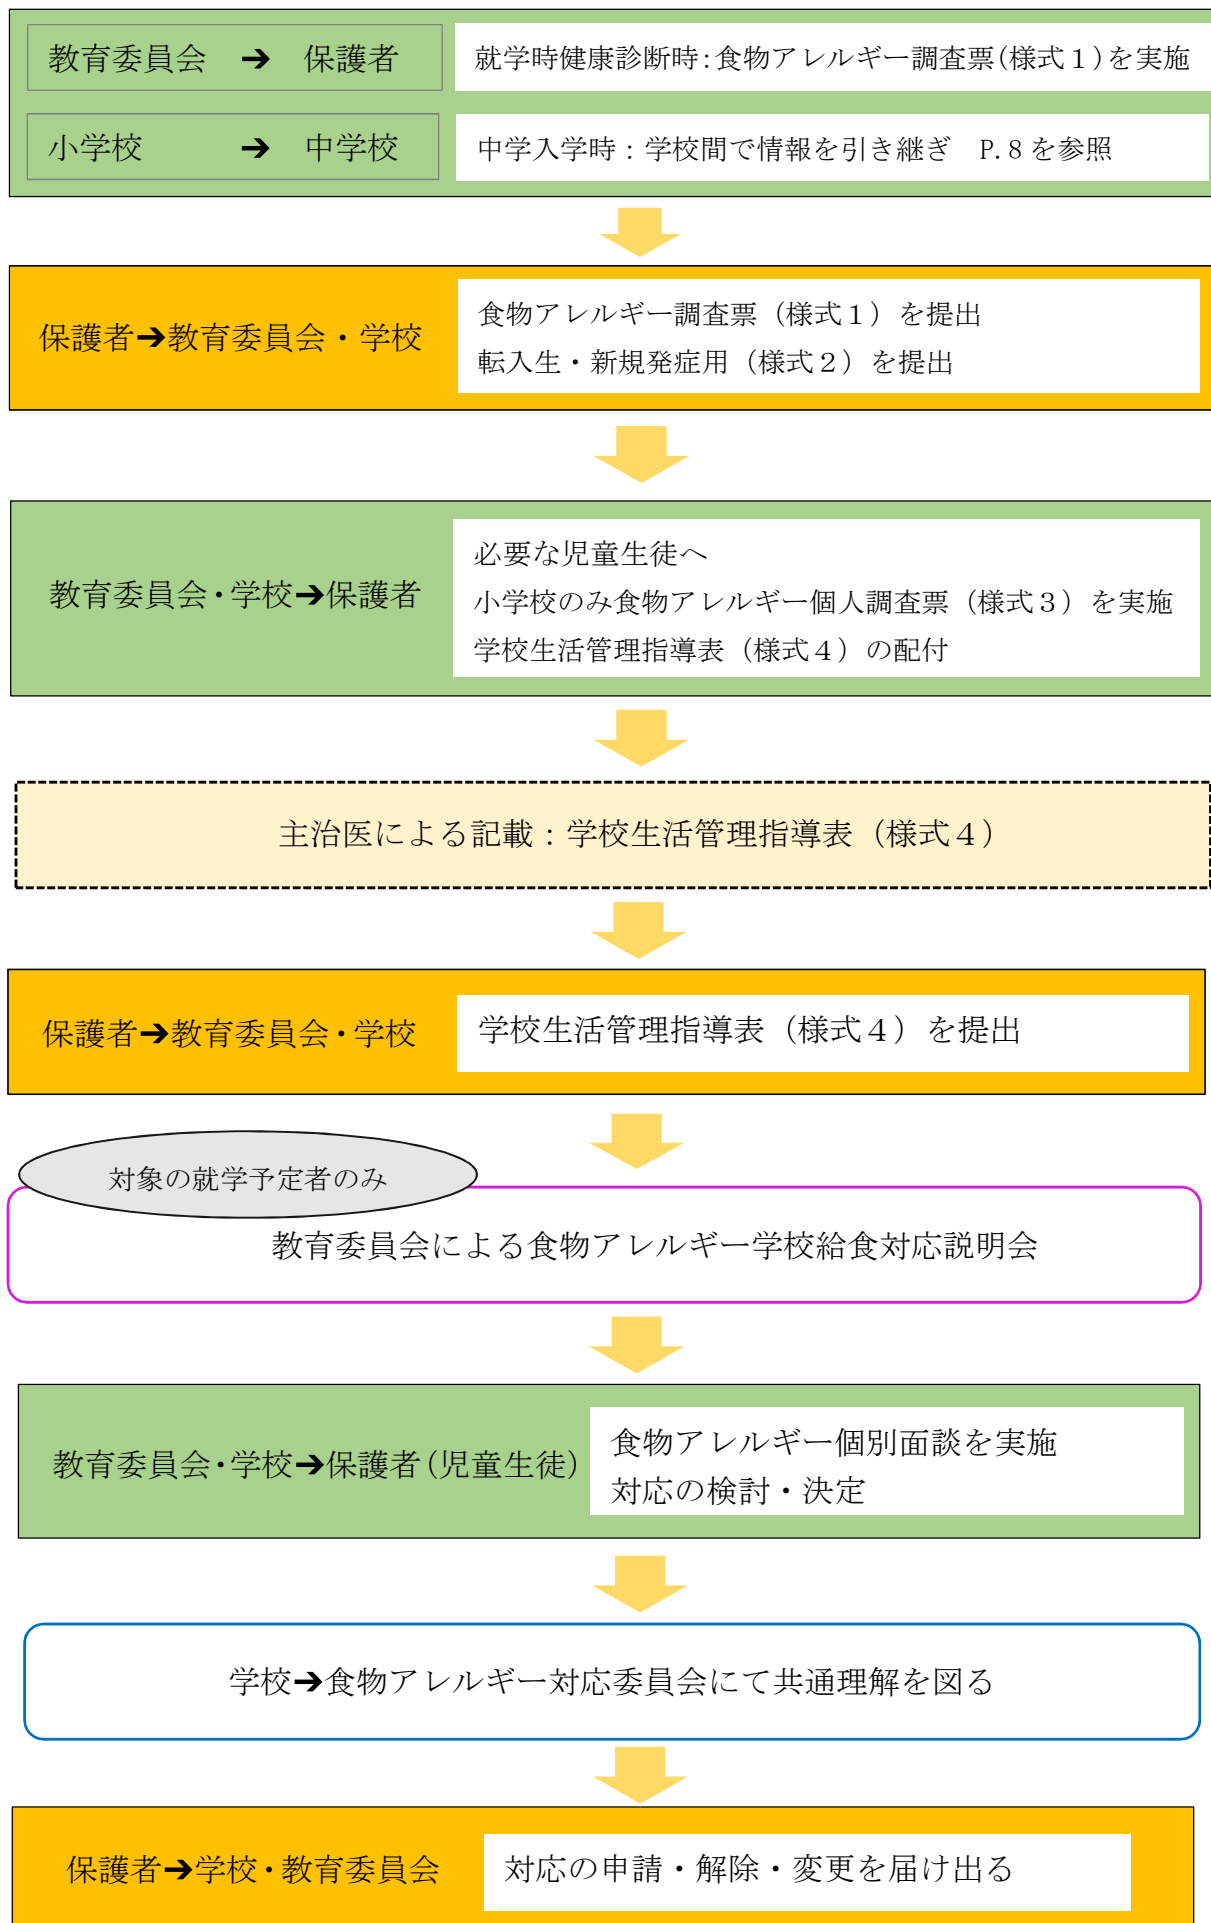 教育委員会 ➔ 保護者 就学時健康診断時:食物アレルギー調査票(様式１)を実施
小学校 ➔ 中学校 中学入学時：学校間で情報を引き継ぎ P.8を参照
保護者➔教育委員会・学校
食物アレルギー調査票（様式１）を提出
転入生・新規発症用（様式２）を提出
教育委員会・学校➔保護者
必要な児童生徒へ
小学校のみ食物アレルギー個人調査票（様式３）を実施
学校生活管理指導表（様式４）の配付
主治医による記載：学校生活管理指導表（様式４）
保護者➔教育委員会・学校 学校生活管理指導表（様式４）を提出
対象の就学予定者のみ
教育委員会による食物アレルギー学校給食対応説明会
教育委員会・学校➔保護者(児童生徒)
食物アレルギー個別面談を実施
対応の検討・決定
学校➔食物アレルギー対応委員会にて共通理解を図る
保護者➔学校・教育委員会 対応の申請・解除・変更を届け出る